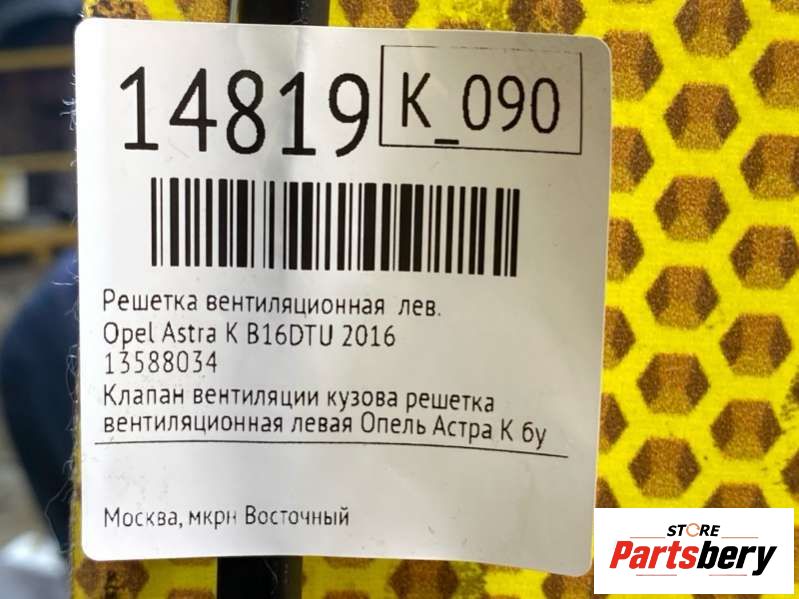 14819 K_090
Решетка вентиляционная лев.
Opel Astra K B16DTU 2016
13588034
Клапан вентиляции кузова решетка
вентиляционная левая Опель Астра К бу
Москва, мкрн Восточный
STORE
Partsbery